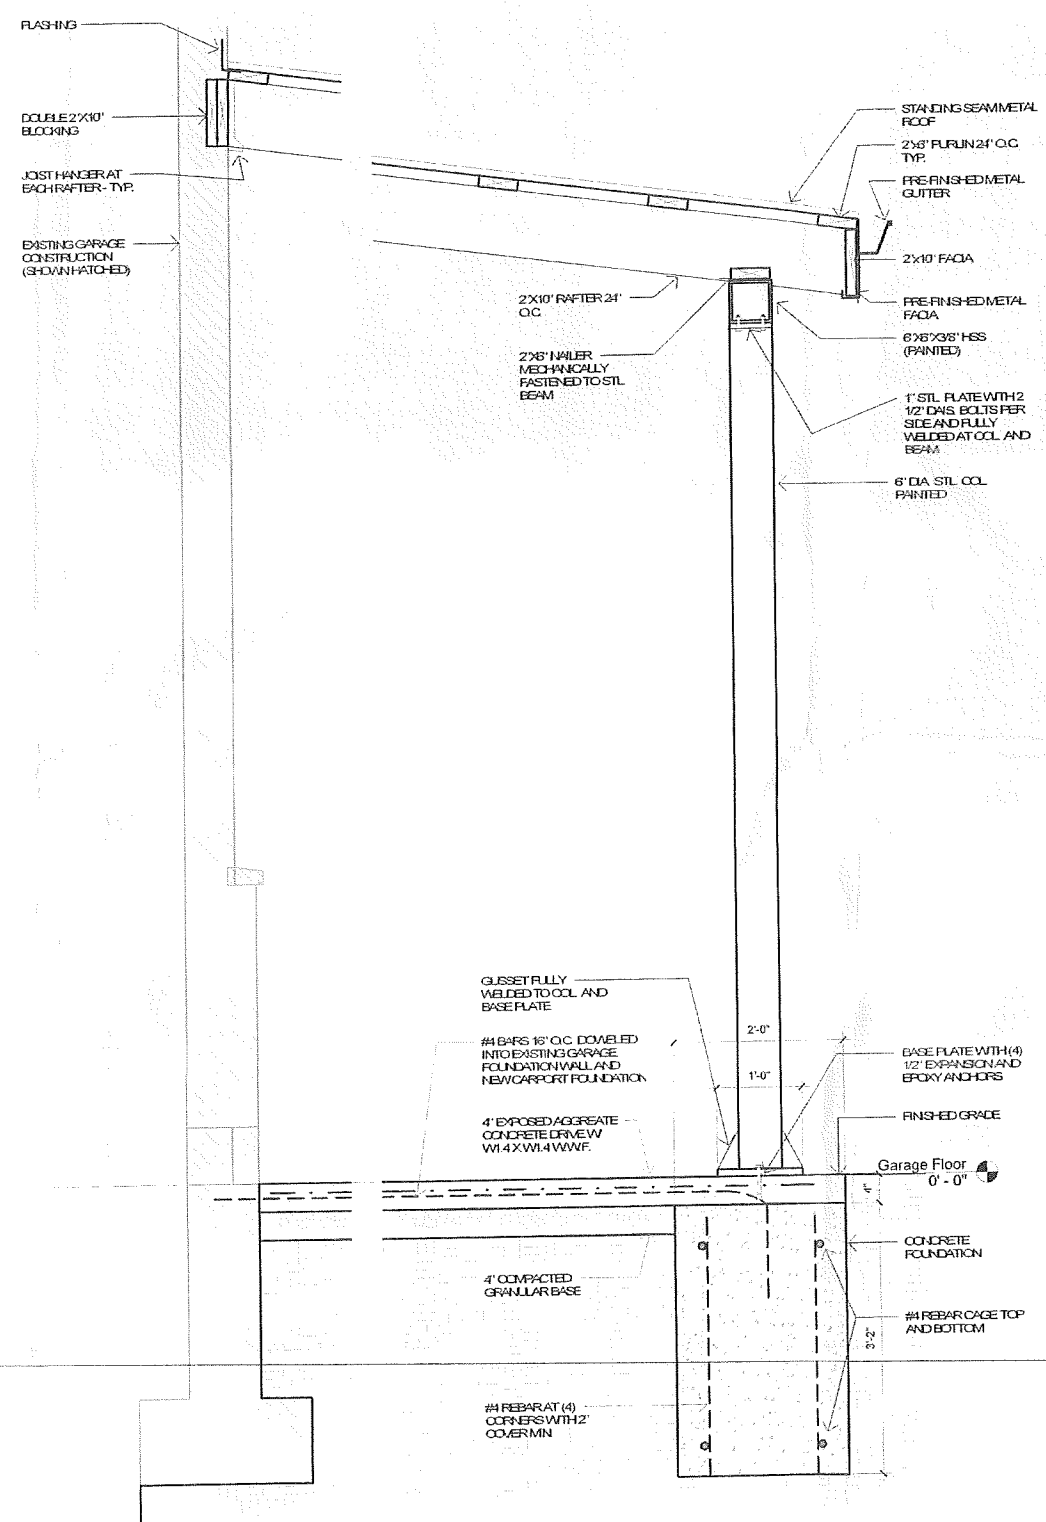 FLASHING
DOUBLE 2"X10"
BLOCKING
JOIST HANGER AT
EACH RAFTER - TYP.
EXISTING GARAGE
CONSTRUCTION
(SHOWN HATCHED)
STANDING SEAM METAL
ROOF
2"x6" PURLIN 24" O.C.
TYP.
PRE-FINISHED METAL
GUTTER
2"x10" FACIA
PRE-FINISHED METAL
FACIA
6"X6"X3/8" HSS
(PAINTED)
2"X10" RAFTER 24"
O.C.
2"X6" NAILER
MECHANICALLY
FASTENED TO STL
BEAM
1" STL. PLATE WITH 2
1/2" DAIS. BOLTS PER
SIDE AND FULLY
WELDED AT COL. AND
BEAM
6" DIA. STL. COL.
PAINTED
GUSSET FULLY
WELDED TO COL. AND
BASE PLATE
#4 BARS 16" O.C. DOWELED
INTO EXISTING GARAGE
FOUNDATION WALL AND
NEW CARPORT FOUNDATION
4" EXPOSED AGGREATE
CONCRETE DRIVE W/
W1.4 X W1.4 W.W.F.
2'-0"
1'-0"
BASE PLATE WITH (4)
1/2" EXPANSION AND
EPOXY ANCHORS
FINISHED GRADE
Garage Floor
0' - 0"
4"
4" COMPACTED
GRANULAR BASE
CONCRETE
FOUNDATION
#4 REBAR CAGE TOP
AND BOTTOM
3'-2"
#4 REBAR AT (4)
CORNERS WITH 2"
COVER MIN.